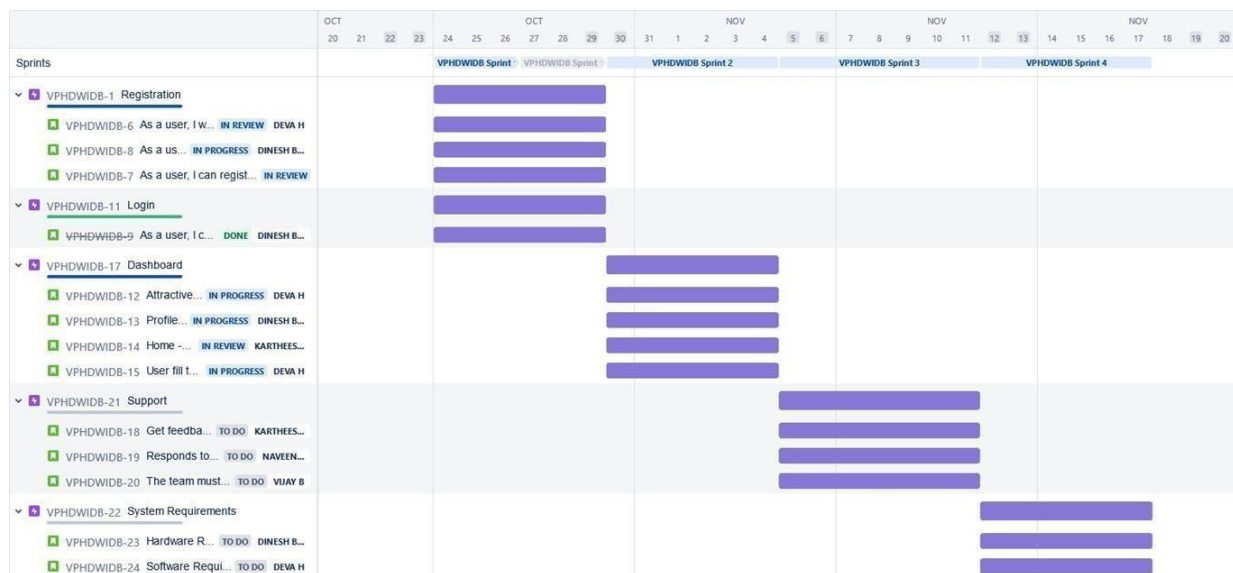 OCT OCT NOV NOV NOV
20 21 22 23 24 25 26 27 28 29 30 31 1 2 3 4 5 6 7 8 9 10 11 12 13 14 15 16 17 18 19 20
Sprints VPHDWIDB Sprint VPHDWIDB Sprint VPHDWIDB Sprint 2 VPHDWIDB Sprint 3 VPHDWIDB Sprint 4
VPHDWIDB-1 Registration
VPHDWIDB-6 As a user, I w... IN REVIEW DEVA H
VPHDWIDB-8 As a us... IN PROGRESS DINESH B...
VPHDWIDB-7 As a user, I can regist... IN REVIEW
VPHDWIDB-11 Login
VPHDWIDB-9 As a user, I c... DONE DINESH B...
VPHDWIDB-17 Dashboard
VPHDWIDB-12 Attractive... IN PROGRESS DEVA H
VPHDWIDB-13 Profile... IN PROGRESS DINESH B...
VPHDWIDB-14 Home -... IN REVIEW KARTHEES...
VPHDWIDB-15 User fill t... IN PROGRESS DEVA H
VPHDWIDB-21 Support
VPHDWIDB-18 Get feedba... TO DO KARTHEES...
VPHDWIDB-19 Responds to... TO DO NAVEEN...
VPHDWIDB-20 The team must... TO DO VIJAY B
VPHDWIDB-22 System Requirements
VPHDWIDB-23 Hardware R... TO DO DINESH B...
VPHDWIDB-24 Software Requi... TO DO DEVA H